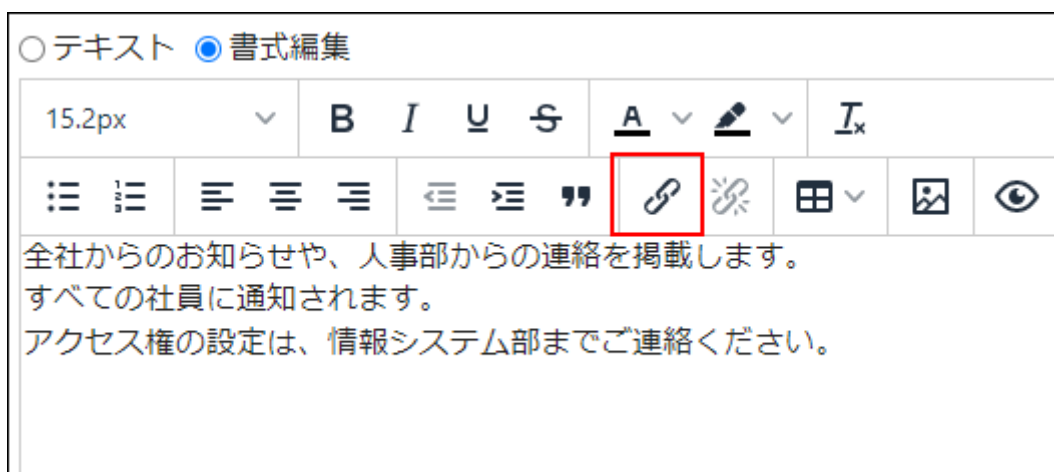 テキスト 書式編集
15.2px B I U S A Tx
全社からのお知らせや、人事部からの連絡を掲載します。
すべての社員に通知されます。
アクセス権の設定は、情報システム部までご連絡ください。